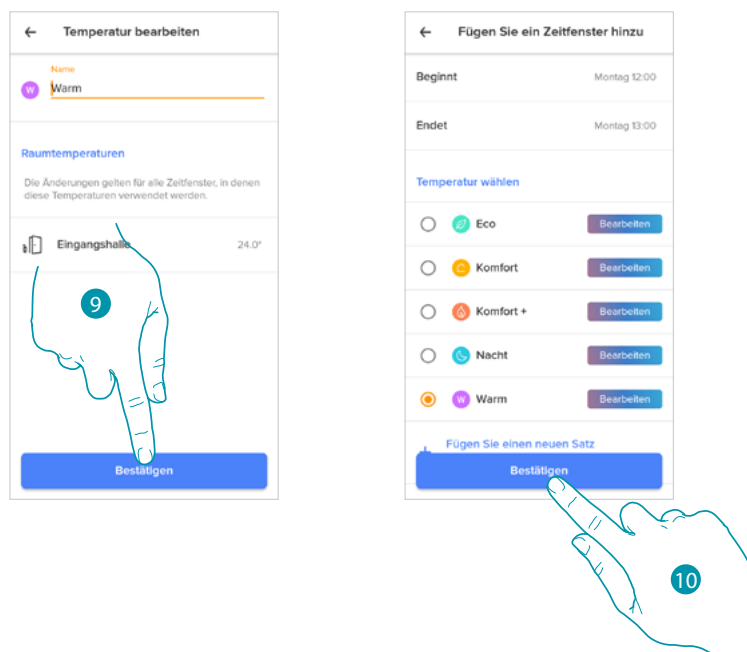 Temperatur bearbeiten
Name
W
Warm
Raumtemperaturen
Die Änderungen gelten für alle Zeitfenster, in denen
diese Temperaturen verwendet werden.
Eingangshalle 24.0°
9
Bestätigen
Fügen Sie ein Zeitfenster hinzu
Beginnt Montag 12:00
Endet Montag 13:00
Temperatur wählen
Eco Bearbeiten
C Komfort Bearbeiten
Komfort + Bearbeiten
Nacht Bearbeiten
W Warm Bearbeiten
+ Fügen Sie einen neuen Satz
Bestätigen
10